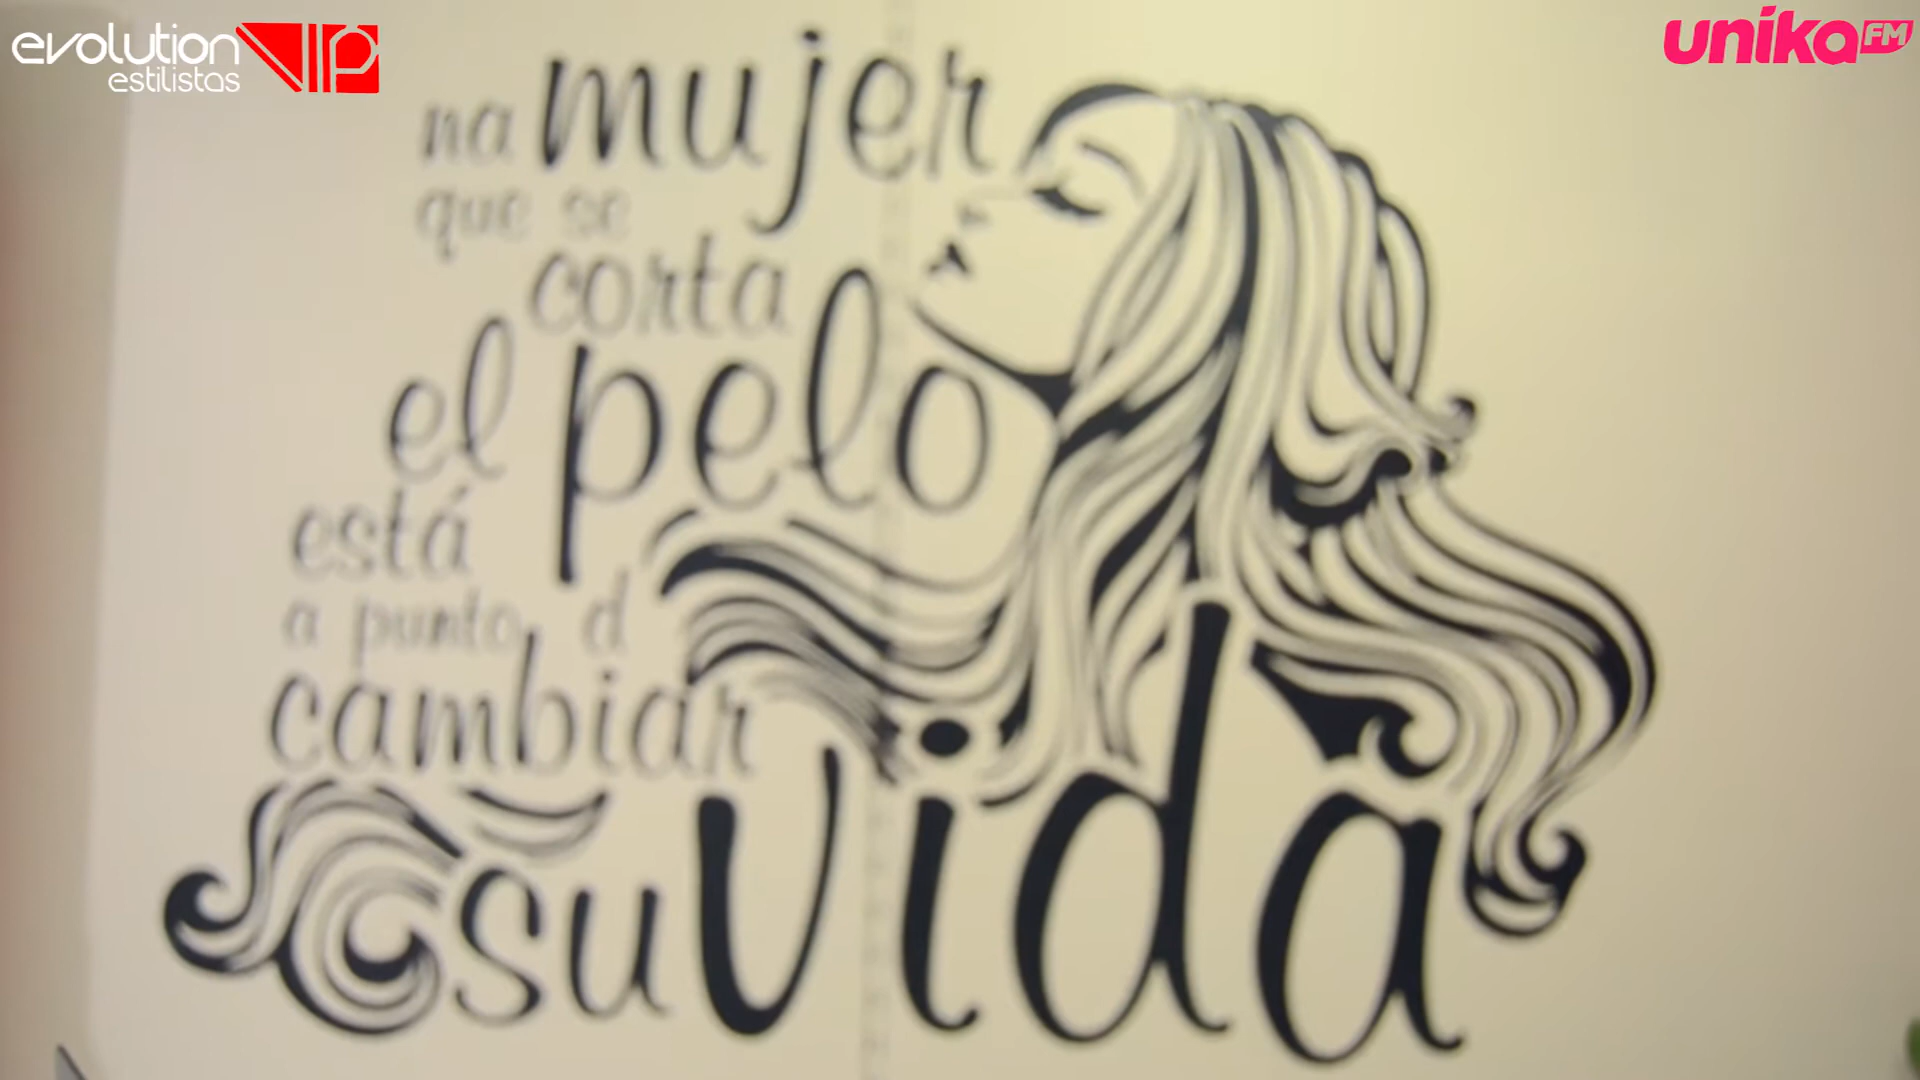 evolution VIP
estilistas
unika FM
na mujer
que se
corta
el pelo
está
a punto d
cambiar
su vida